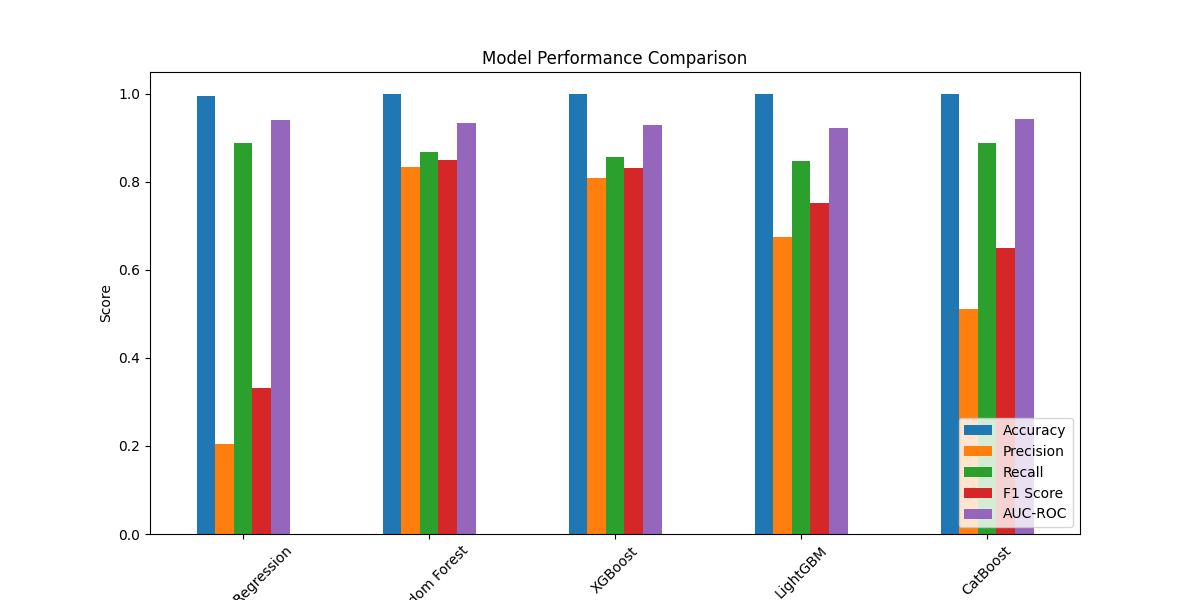 Model Performance Comparison
Score
1.0
0.8
0.6
0.4
0.2
0.0
Accuracy
Precision
Recall
F1 Score
AUC-ROC
Regression
dom Forest
XGBoost
LightGBM
CatBoost